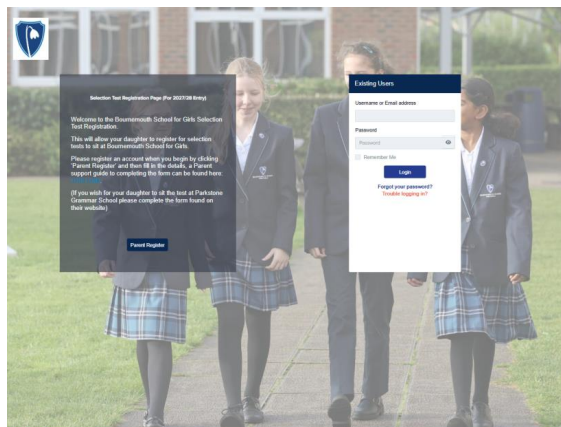 Selection Test Registration Page (For 2027/28 Entry)
Welcome to the Bournemouth School for Girls Selection
Test Registration.
This will allow your daughter to register for selection
tests to sit at Bournemouth School for Girls.
Please register an account when you begin by clicking
'Parent Register' and then fill in the details, a Parent
support guide to completing the form can be found here:
(If you wish for your daughter to sit the test at Parkstone
Grammar School please complete the form found on
their website)
Parent Register
Existing Users
Username or Email address
Password
Password
Remember Me
Login
Forgot your password?
Trouble logging in?